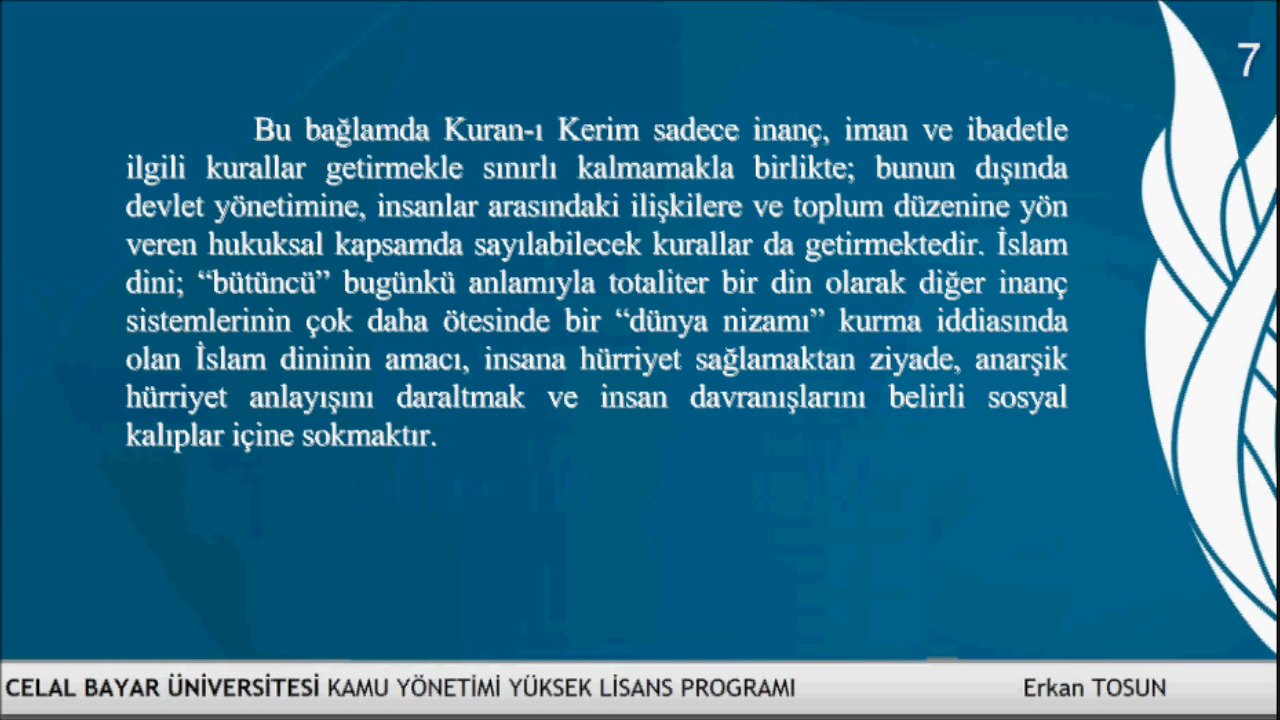 7
Bu bağlamda Kuran-ı Kerim sadece inanç, iman ve ibadetle
ilgili kurallar getirmekle sınırlı kalmamakla birlikte; bunun dışında
devlet yönetimine, insanlar arasındaki ilişkilere ve toplum düzenine yön
veren hukuksal kapsamda sayılabilecek kurallar da getirmektedir. İslam
dini; “bütüncü” bugünkü anlamıyla totaliter bir din olarak diğer inanç
sistemlerinin çok daha ötesinde bir “dünya nizamı” kurma iddiasında
olan İslam dininin amacı, insana hürriyet sağlamaktan ziyade, anarşik
hürriyet anlayışını daraltmak ve insan davranışlarını belirli sosyal
kalıplar içine sokmaktır.
CELAL BAYAR ÜNİVERSİTESİ KAMU YÖNETİMİ YÜKSEK LİSANS PROGRAMI Erkan TOSUN